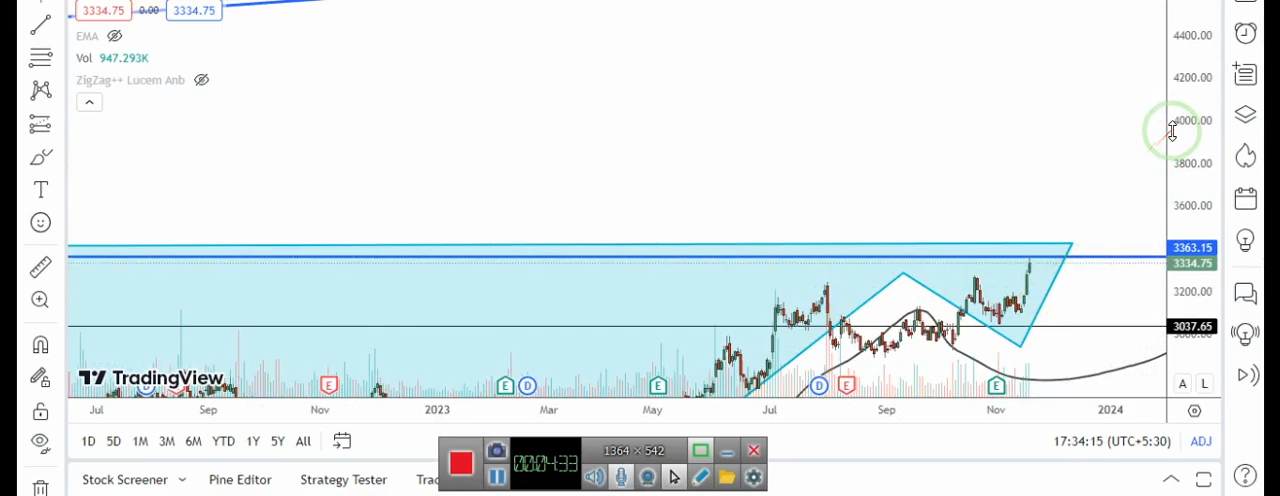 3334.75 0.00 3334.75
EMA
Vol 947.293K
ZigZag++ Lucem Anb
4400.00
4200.00
4000.00
3800.00
3600.00
3363.15
3334.75
3200.00
3037.65
TradingView
E E D E D E E
A L
Jul Sep Nov 2023 Mar May Jul Sep Nov 2024
1D 5D 1M 3M 6M YTD 1Y 5Y All
17:34:15 (UTC+5:30) ADJ
00:04:33
1364 × 542
Stock Screener Pine Editor Strategy Tester